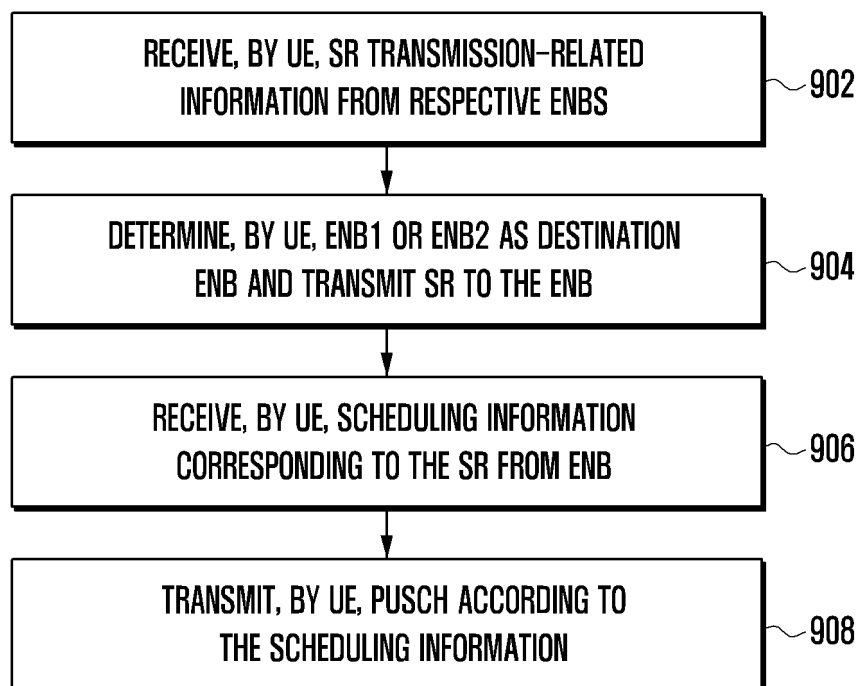 RECEIVE, BY UE, SR TRANSMISSION-RELATED
INFORMATION FROM RESPECTIVE ENBS
902
DETERMINE, BY UE, ENB1 OR ENB2 AS DESTINATION
ENB AND TRANSMIT SR TO THE ENB
904
RECEIVE, BY UE, SCHEDULING INFORMATION
CORRESPONDING TO THE SR FROM ENB
906
TRANSMIT, BY UE, PUSCH ACCORDING TO
THE SCHEDULING INFORMATION
908